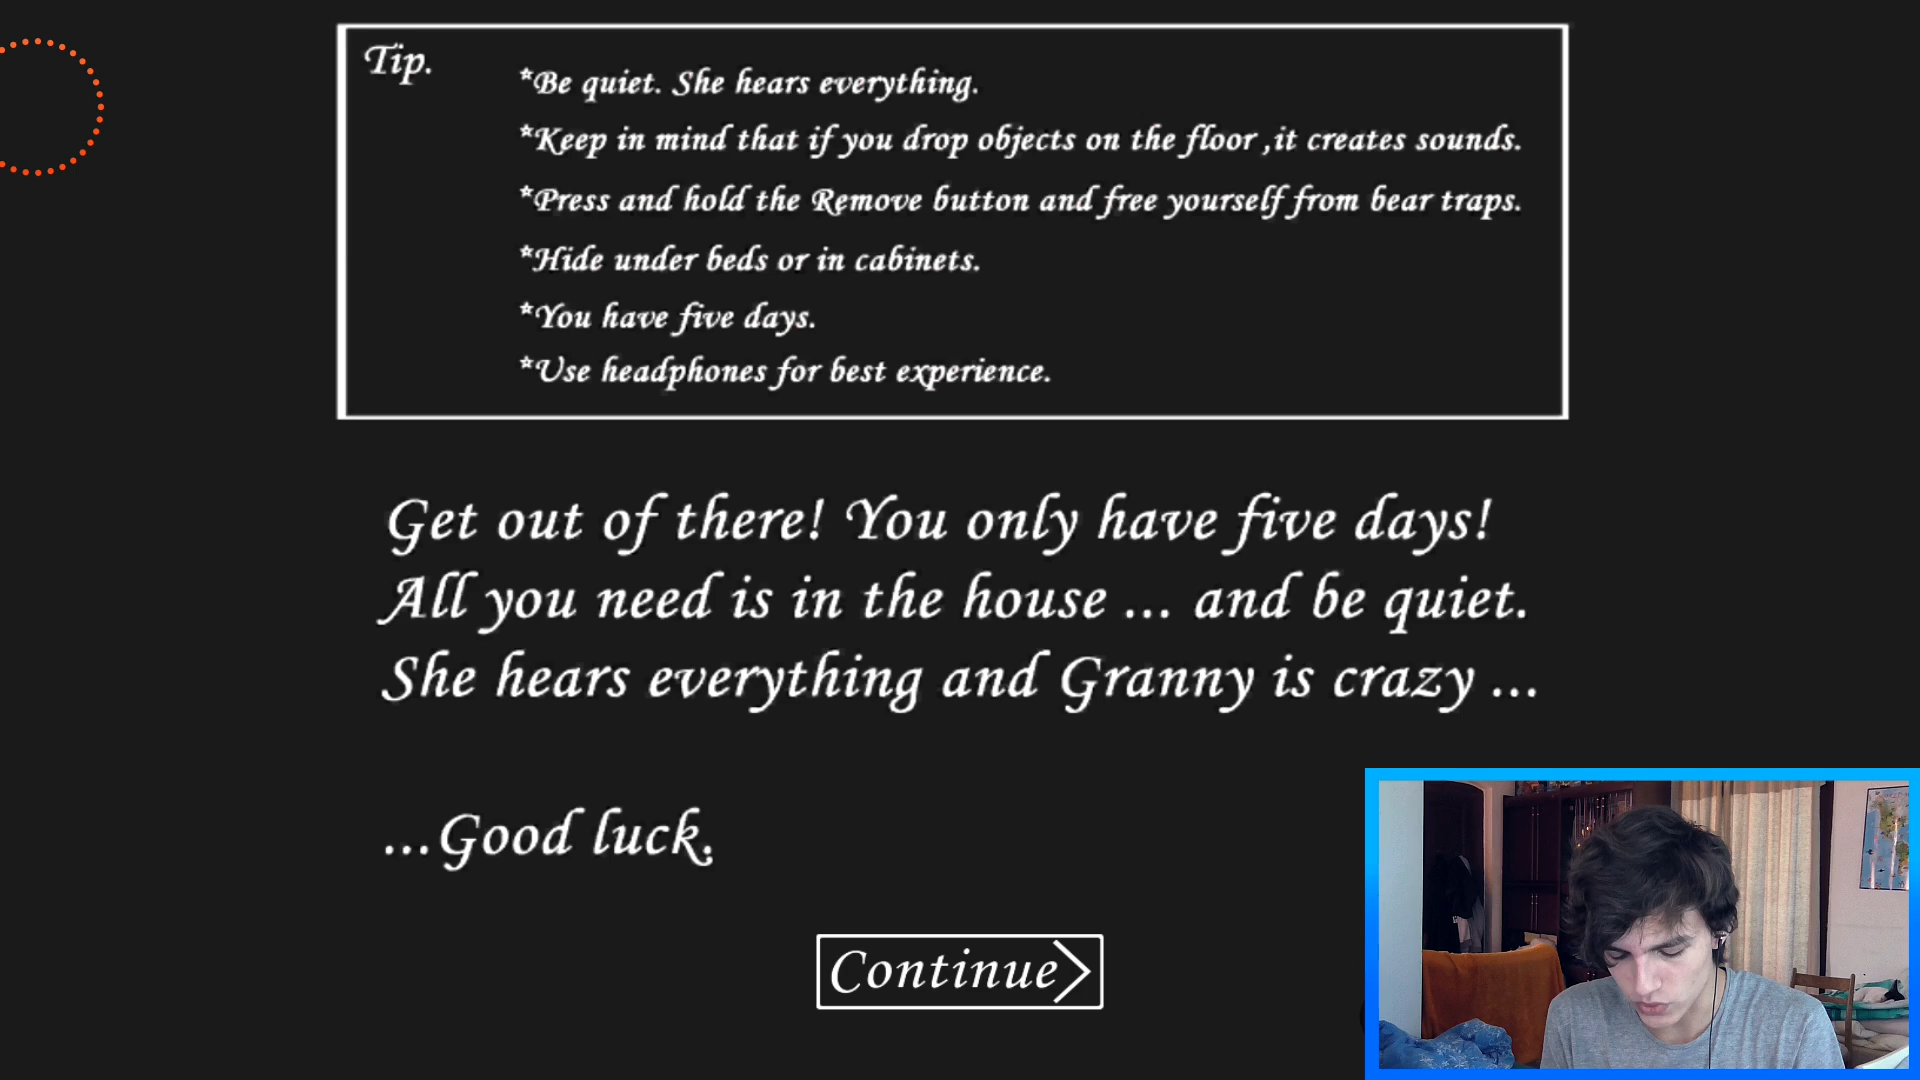 Tip.
*Be quiet. She hears everything.
*Keep in mind that if you drop objects on the floor ,it creates sounds.
*Press and hold the Remove button and free yourself from bear traps.
*Hide under beds or in cabinets.
*You have five days.
*Use headphones for best experience.
Get out of there! You only have five days!
All you need is in the house ... and be quiet.
She hears everything and Granny is crazy ...
...Good luck.
Continue>